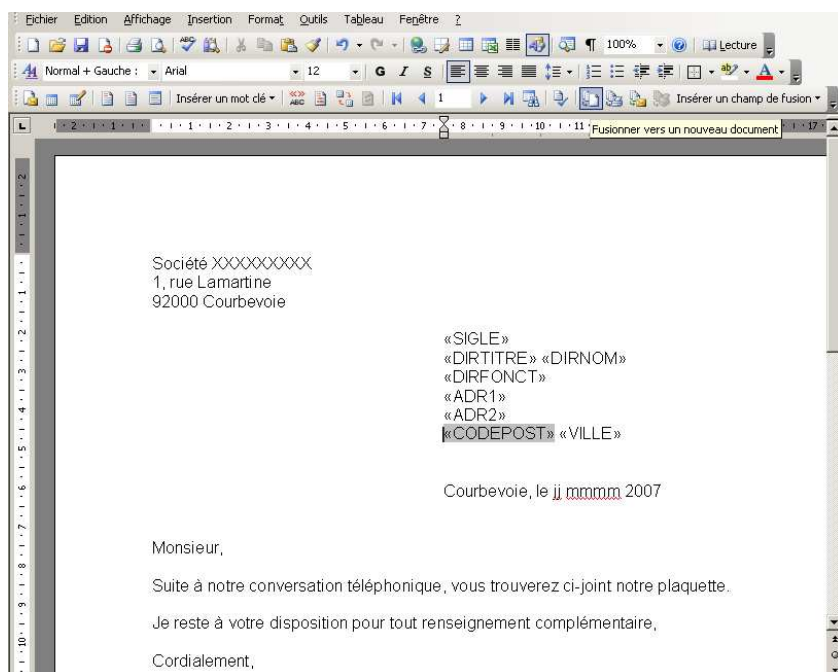 Fichier Edition Affichage Insertion Format Outils Tableau Fenêtre ?
100% Lecture
Normal + Gauche : Arial 12 G I S
Insérer un mot clé 1 Insérer un champ de fusion
Fusionner vers un nouveau document
Société XXXXXXXXX
1, rue Lamartine
92000 Courbevoie
«SIGLE»
«DIRTITRE» «DIRNOM»
«DIRFONCT»
«ADR1»
«ADR2»
«CODEPOST» «VILLE»
Courbevoie, le jj mmmm 2007
Monsieur,
Suite à notre conversation téléphonique, vous trouverez ci-joint notre plaquette.
Je reste à votre disposition pour tout renseignement complémentaire,
Cordialement,